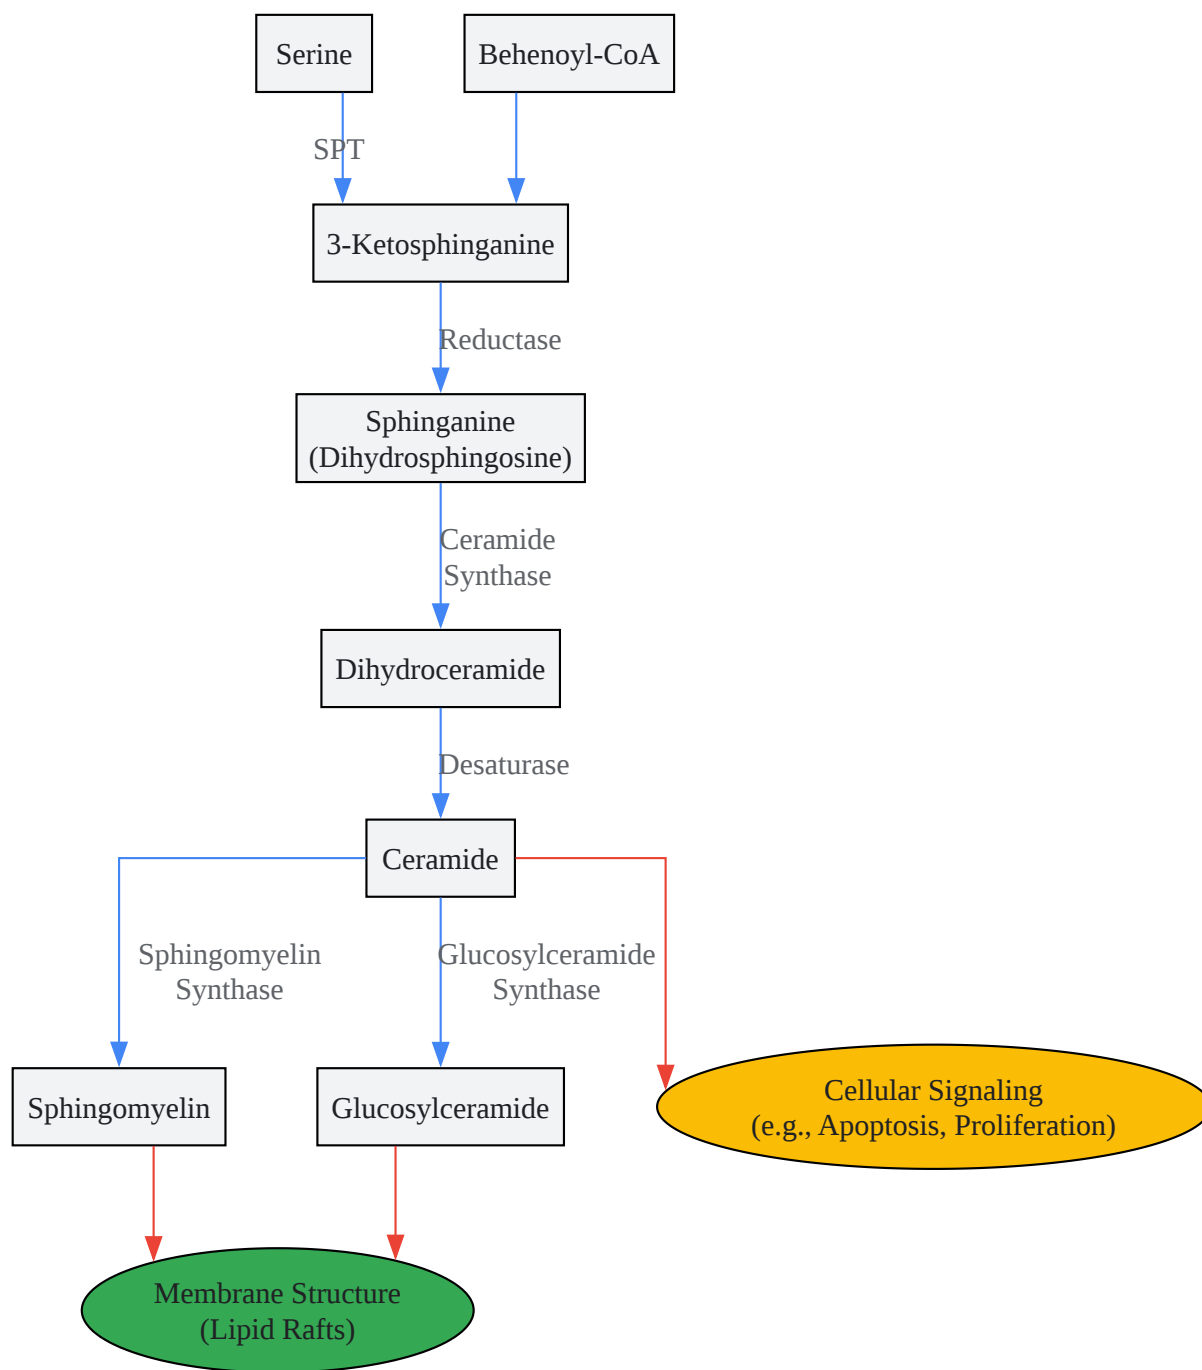 Serine
Behenoyl-CoA
SPT
3-Ketosphinganine
Reductase
Sphinganine
(Dihydrosphingosine)
Ceramide
Synthase
Dihydroceramide
Desaturase
Ceramide
Sphingomyelin
Synthase
Glucosylceramide
Synthase
Sphingomyelin
Glucosylceramide
Cellular Signaling
(e.g., Apoptosis, Proliferation)
Membrane Structure
(Lipid Rafts)